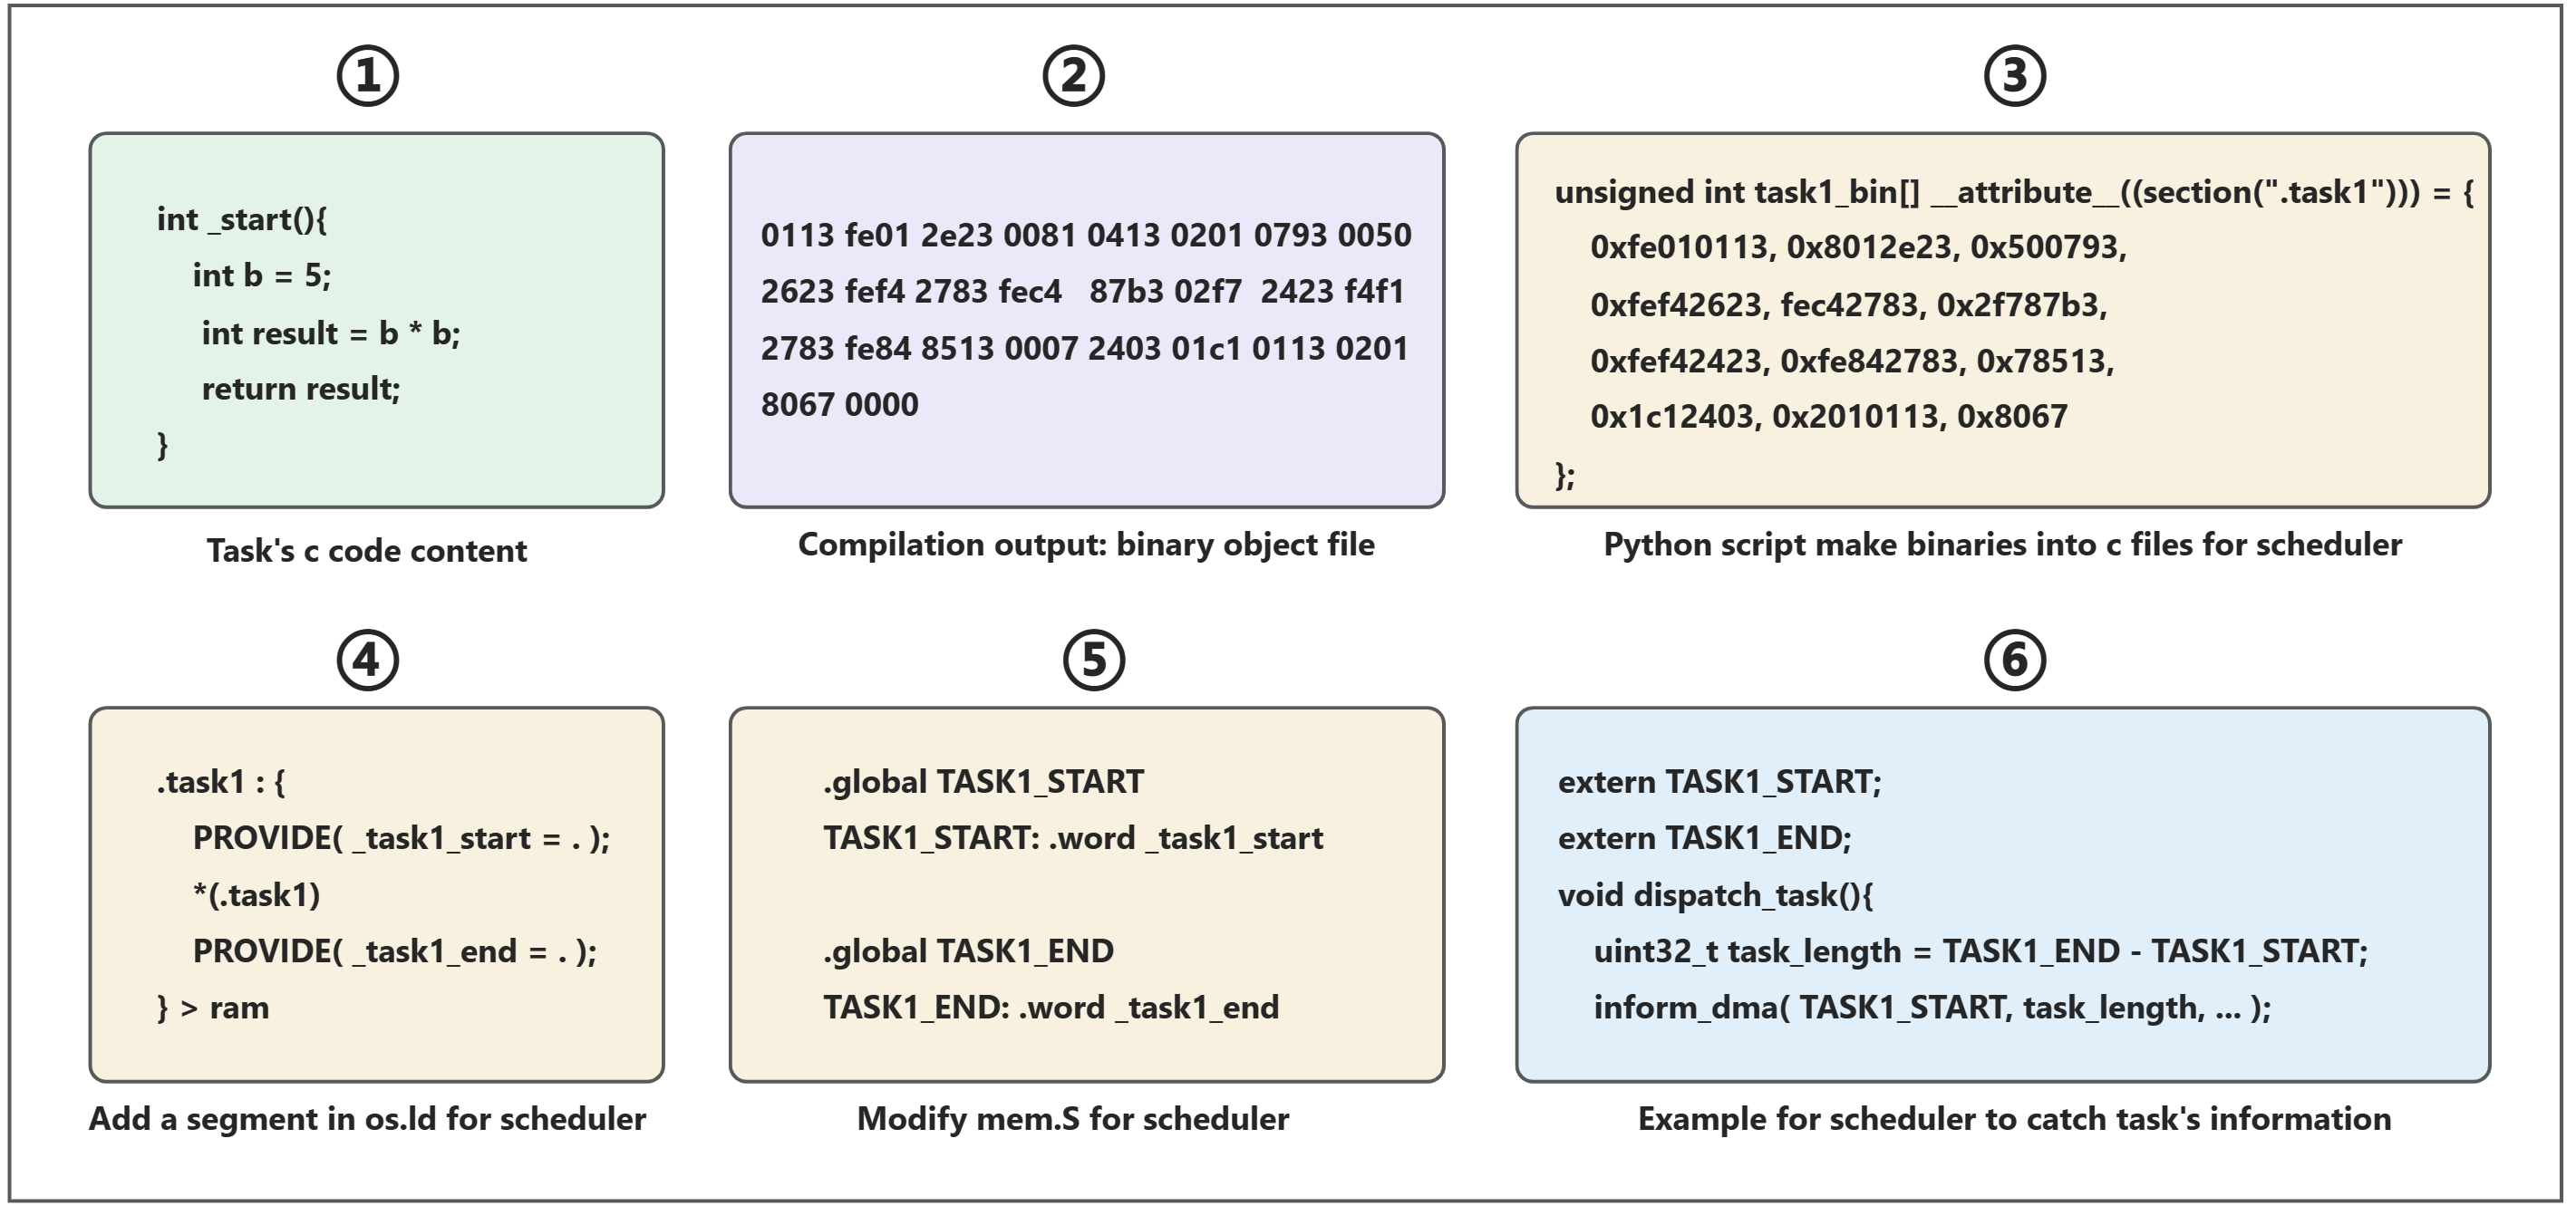 ①
int _start(){
int b = 5;
int result = b * b;
return result;
}
Task's c code content
②
0113 fe01 2e23 0081 0413 0201 0793 0050
2623 fef4 2783 fec4 87b3 02f7 2423 f4f1
2783 fe84 8513 0007 2403 01c1 0113 0201
8067 0000
Compilation output: binary object file
③
unsigned int task1_bin[] __attribute__((section(".task1"))) = {
0xfe010113, 0x8012e23, 0x500793,
0xfef42623, fec42783, 0x2f787b3,
0xfef42423, 0xfe842783, 0x78513,
0x1c12403, 0x2010113, 0x8067
};
Python script make binaries into c files for scheduler
④
.task1 : {
PROVIDE( _task1_start = . );
*(.task1)
PROVIDE( _task1_end = . );
} > ram
Add a segment in os.ld for scheduler
⑤
.global TASK1_START
TASK1_START: .word _task1_start
.global TASK1_END
TASK1_END: .word _task1_end
Modify mem.S for scheduler
⑥
extern TASK1_START;
extern TASK1_END;
void dispatch_task(){
uint32_t task_length = TASK1_END - TASK1_START;
inform_dma( TASK1_START, task_length, ... );
Example for scheduler to catch task's information